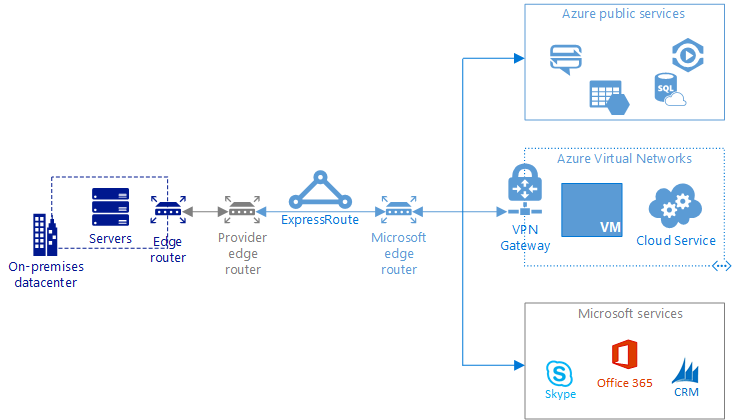 Azure public services
SQL
Azure Virtual Networks
VPN
Gateway
VM
Cloud Service
ExpressRoute
Servers
Edge
router
Provider
edge
router
Microsoft
edge
router
On-premises
datacenter
Microsoft services
Skype
Office 365
CRM